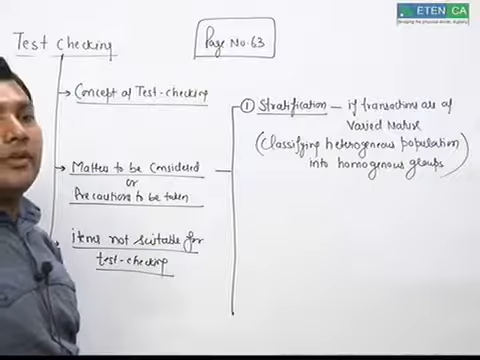 Test Checking
Page No. 63
ETEN CA
Concept of Test-checking
① Stratification — if transactions are of
Varied Nature
(Classifying heterogeneous population
into homogenous groups)
Matters to be Considered
or
Precautions to be taken
items not suitable for
test-checking